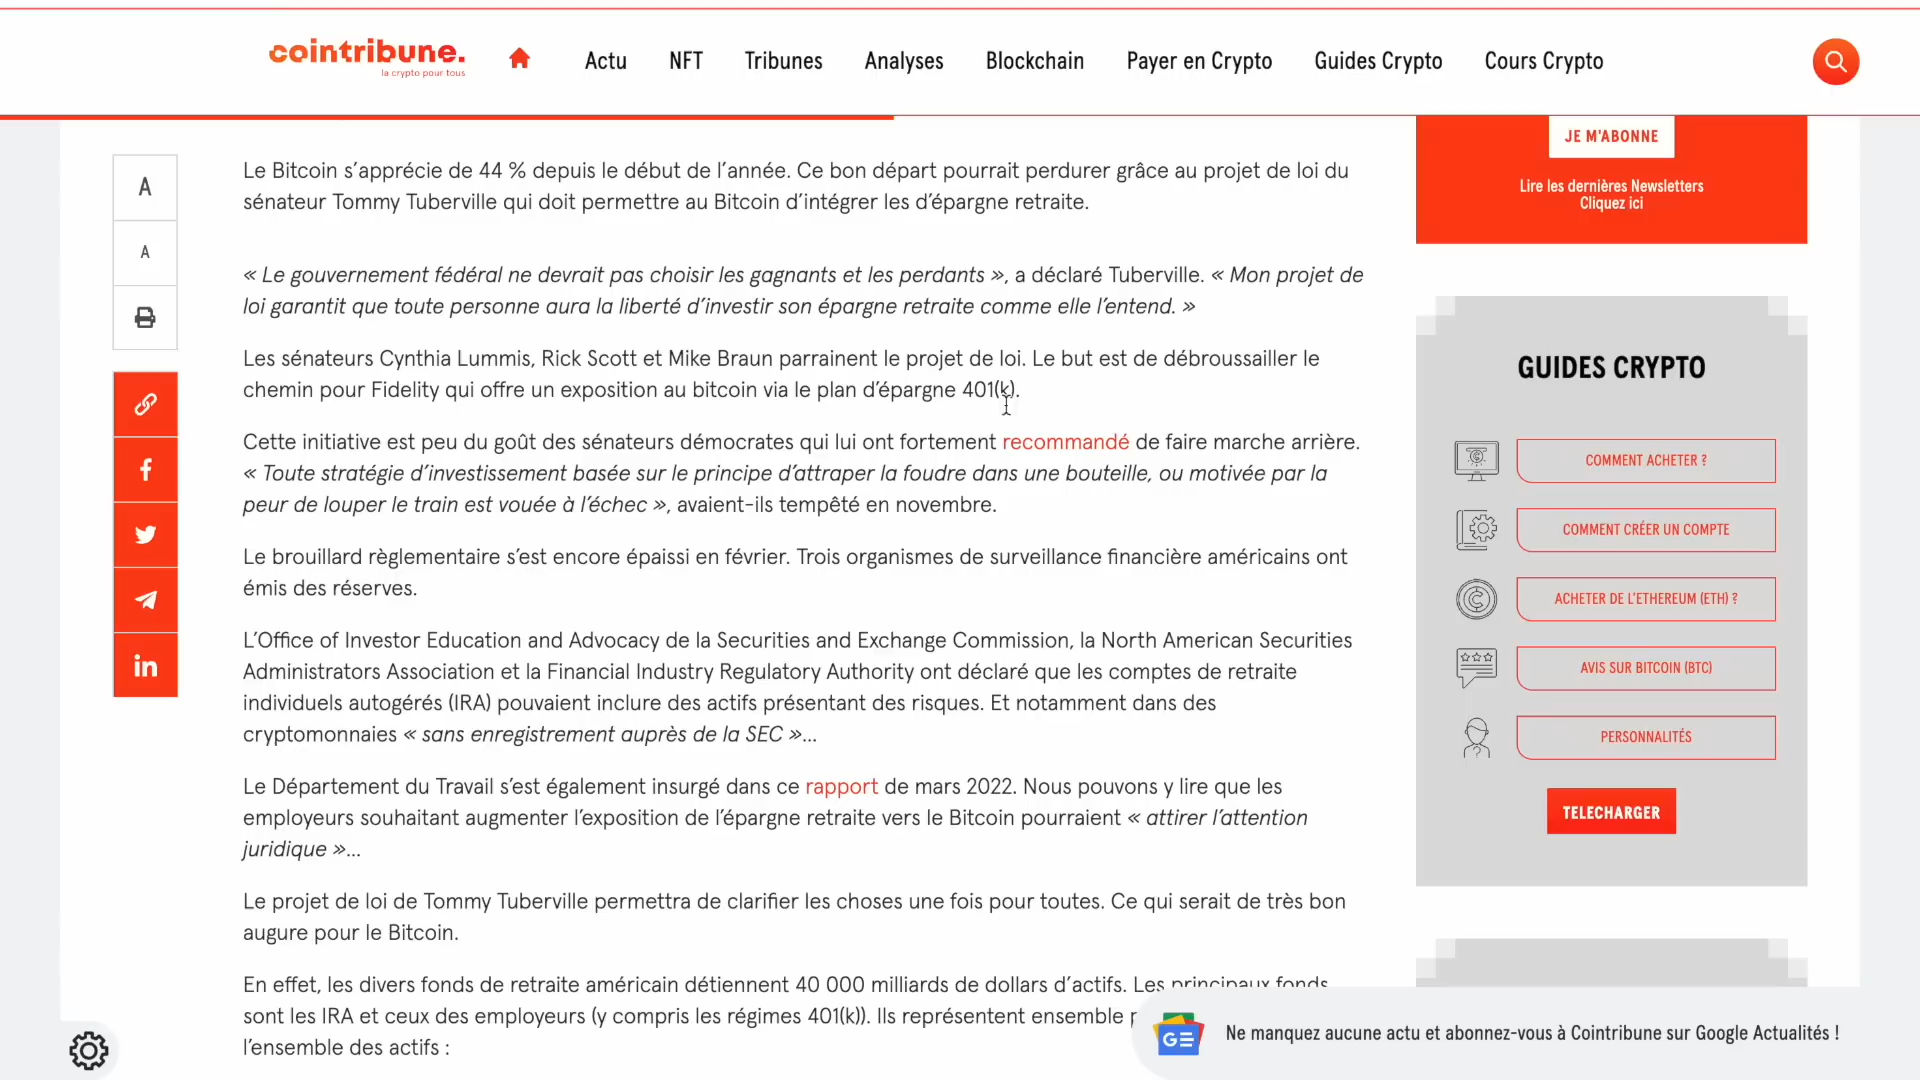 cointribune.
la crypto pour tous
Actu
NFT
Tribunes
Analyses
Blockchain
Payer en Crypto
Guides Crypto
Cours Crypto
A
A
Le Bitcoin s’apprécie de 44 % depuis le début de l’année. Ce bon départ pourrait perdurer grâce au projet de loi du
sénateur Tommy Tuberville qui doit permettre au Bitcoin d’intégrer les d’épargne retraite.
« Le gouvernement fédéral ne devrait pas choisir les gagnants et les perdants », a déclaré Tuberville. « Mon projet de
loi garantit que toute personne aura la liberté d’investir son épargne retraite comme elle l’entend. »
Les sénateurs Cynthia Lummis, Rick Scott et Mike Braun parrainent le projet de loi. Le but est de débroussailler le
chemin pour Fidelity qui offre un exposition au bitcoin via le plan d’épargne 401(k).
Cette initiative est peu du goût des sénateurs démocrates qui lui ont fortement recommandé de faire marche arrière.
« Toute stratégie d’investissement basée sur le principe d’attraper la foudre dans une bouteille, ou motivée par la
peur de louper le train est vouée à l’échec », avaient-ils tempêté en novembre.
Le brouillard règlementaire s’est encore épaissi en février. Trois organismes de surveillance financière américains ont
émis des réserves.
L’Office of Investor Education and Advocacy de la Securities and Exchange Commission, la North American Securities
Administrators Association et la Financial Industry Regulatory Authority ont déclaré que les comptes de retraite
individuels autogérés (IRA) pouvaient inclure des actifs présentant des risques. Et notamment dans des
cryptomonnaies « sans enregistrement auprès de la SEC »…
Le Département du Travail s’est également insurgé dans ce rapport de mars 2022. Nous pouvons y lire que les
employeurs souhaitant augmenter l’exposition de l’épargne retraite vers le Bitcoin pourraient « attirer l’attention
juridique »…
Le projet de loi de Tommy Tuberville permettra de clarifier les choses une fois pour toutes. Ce qui serait de très bon
augure pour le Bitcoin.
En effet, les divers fonds de retraite américain détiennent 40 000 milliards de dollars d’actifs. Les principaux fonds
sont les IRA et ceux des employeurs (y compris les régimes 401(k)). Ils représentent ensemble
l’ensemble des actifs :
JE M'ABONNE
Lire les dernières Newsletters
Cliquez ici
GUIDES CRYPTO
COMMENT ACHETER ?
COMMENT CRÉER UN COMPTE
ACHETER DE L'ETHEREUM (ETH) ?
AVIS SUR BITCOIN (BTC)
PERSONNALITÉS
TELECHARGER
Ne manquez aucune actu et abonnez-vous à Cointribune sur Google Actualités !